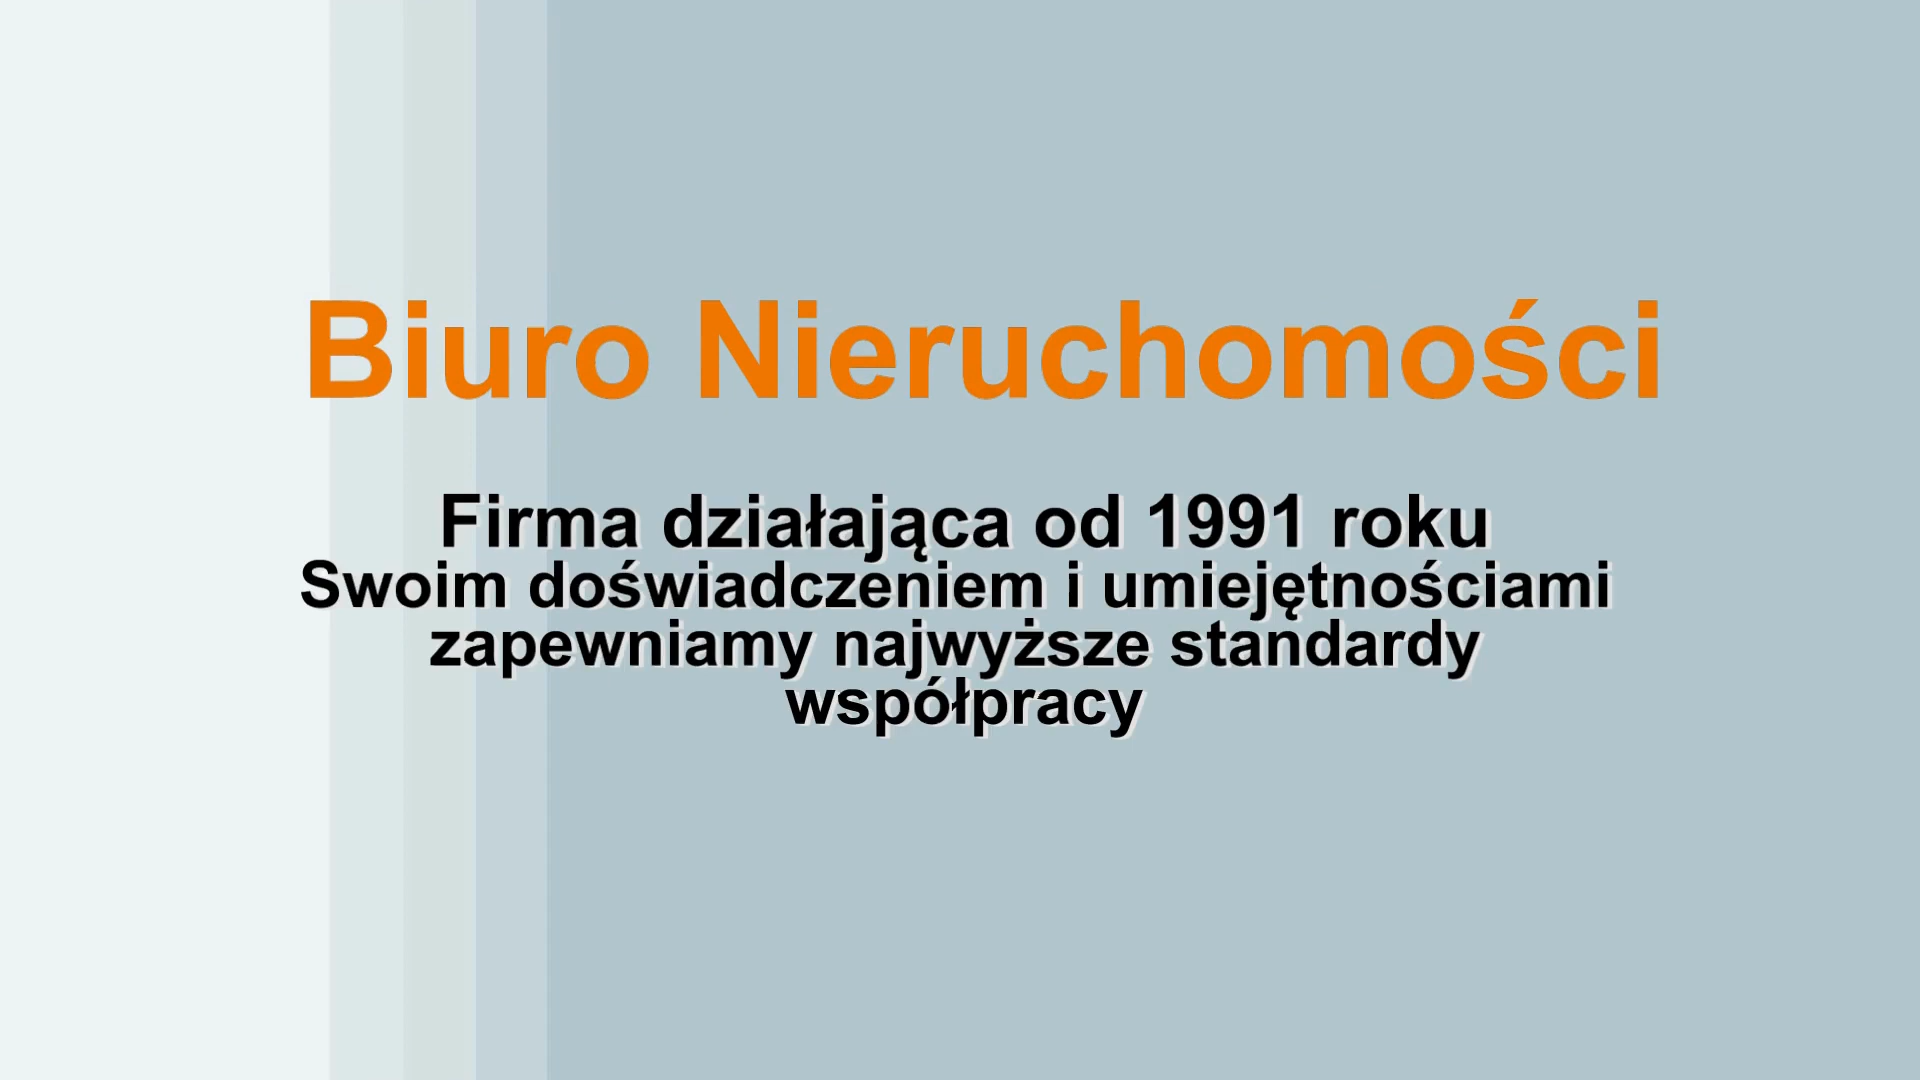 Biuro Nieruchomości
Firma działająca od 1991 roku
Swoim doświadczeniem i umiejętnościami
zapewniamy najwyższe standardy
współpracy